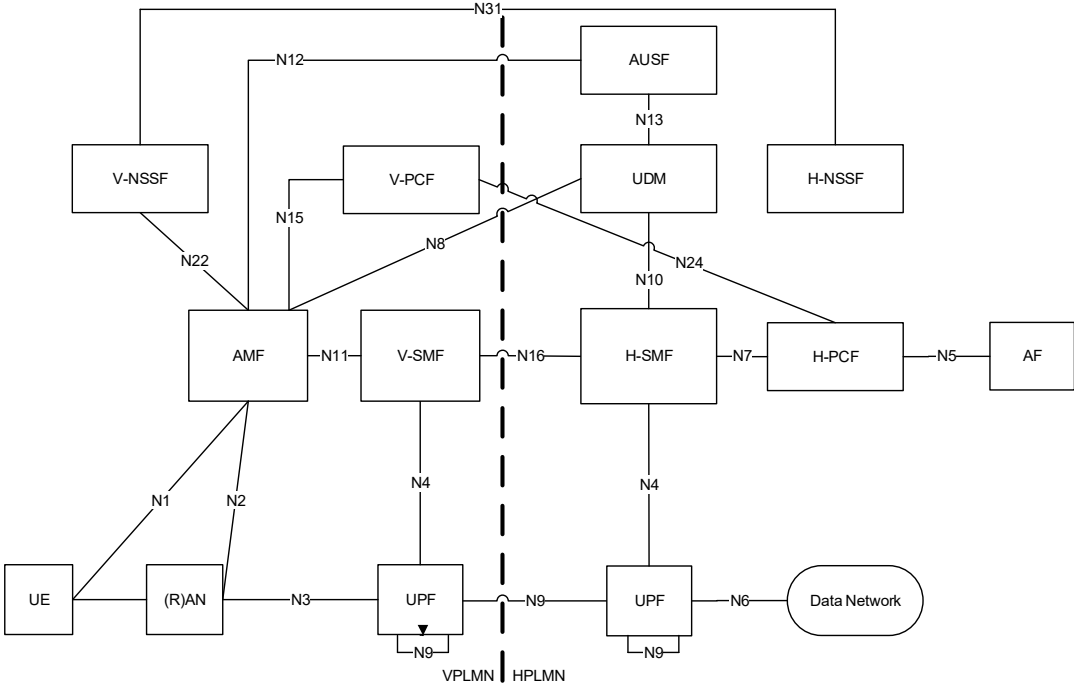 N31
N12
AUSF
N13
V-NSSF
V-PCF
UDM
H-NSSF
N15
N8
N22
N24
N10
AMF
N11
V-SMF
N16
H-SMF
N7
H-PCF
N5
AF
N1
N2
N4
N4
UE
(R)AN
N3
UPF
N9
UPF
N6
Data Network
N9
N9
VPLMN
HPLMN